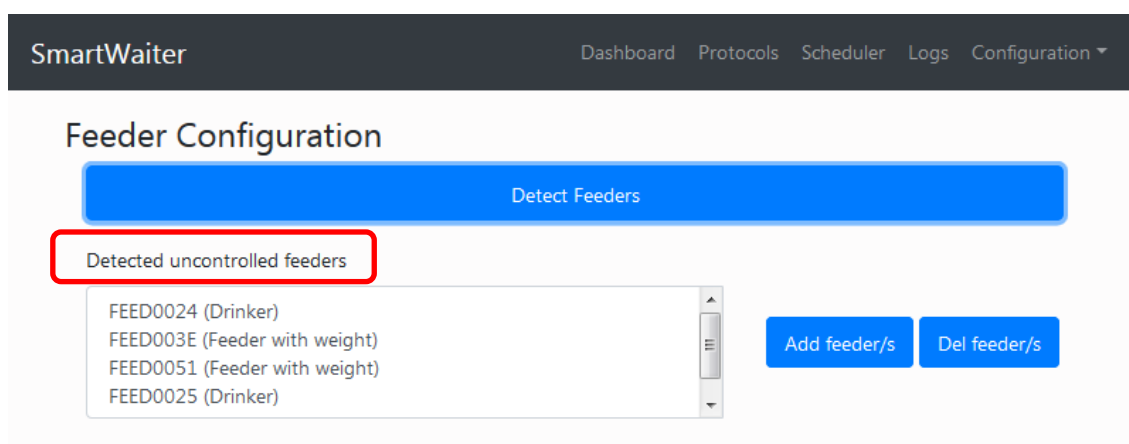 SmartWaiter Dashboard Protocols Scheduler Logs Configuration
Feeder Configuration
Detect Feeders
Detected uncontrolled feeders
FEED0024 (Drinker)
FEED003E (Feeder with weight)
FEED0051 (Feeder with weight)
FEED0025 (Drinker)
Add feeder/s Del feeder/s